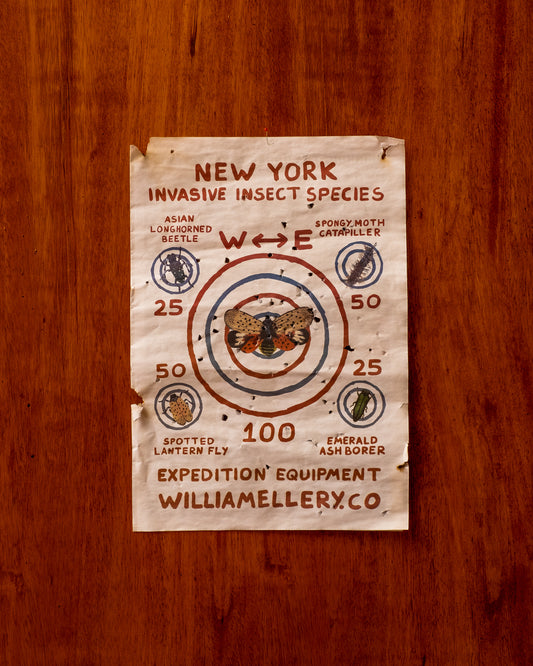 NEW YORK
INVASIVE INSECT SPECIES
ASIAN
LONGHORNED
BEETLE
SPONGY MOTH
CATAPILLER
W ↔ E
25
50
50
25
100
SPOTTED
LANTERN FLY
EMERALD
ASH BORER
EXPEDITION EQUIPMENT
WILLIAMELLERY.CO